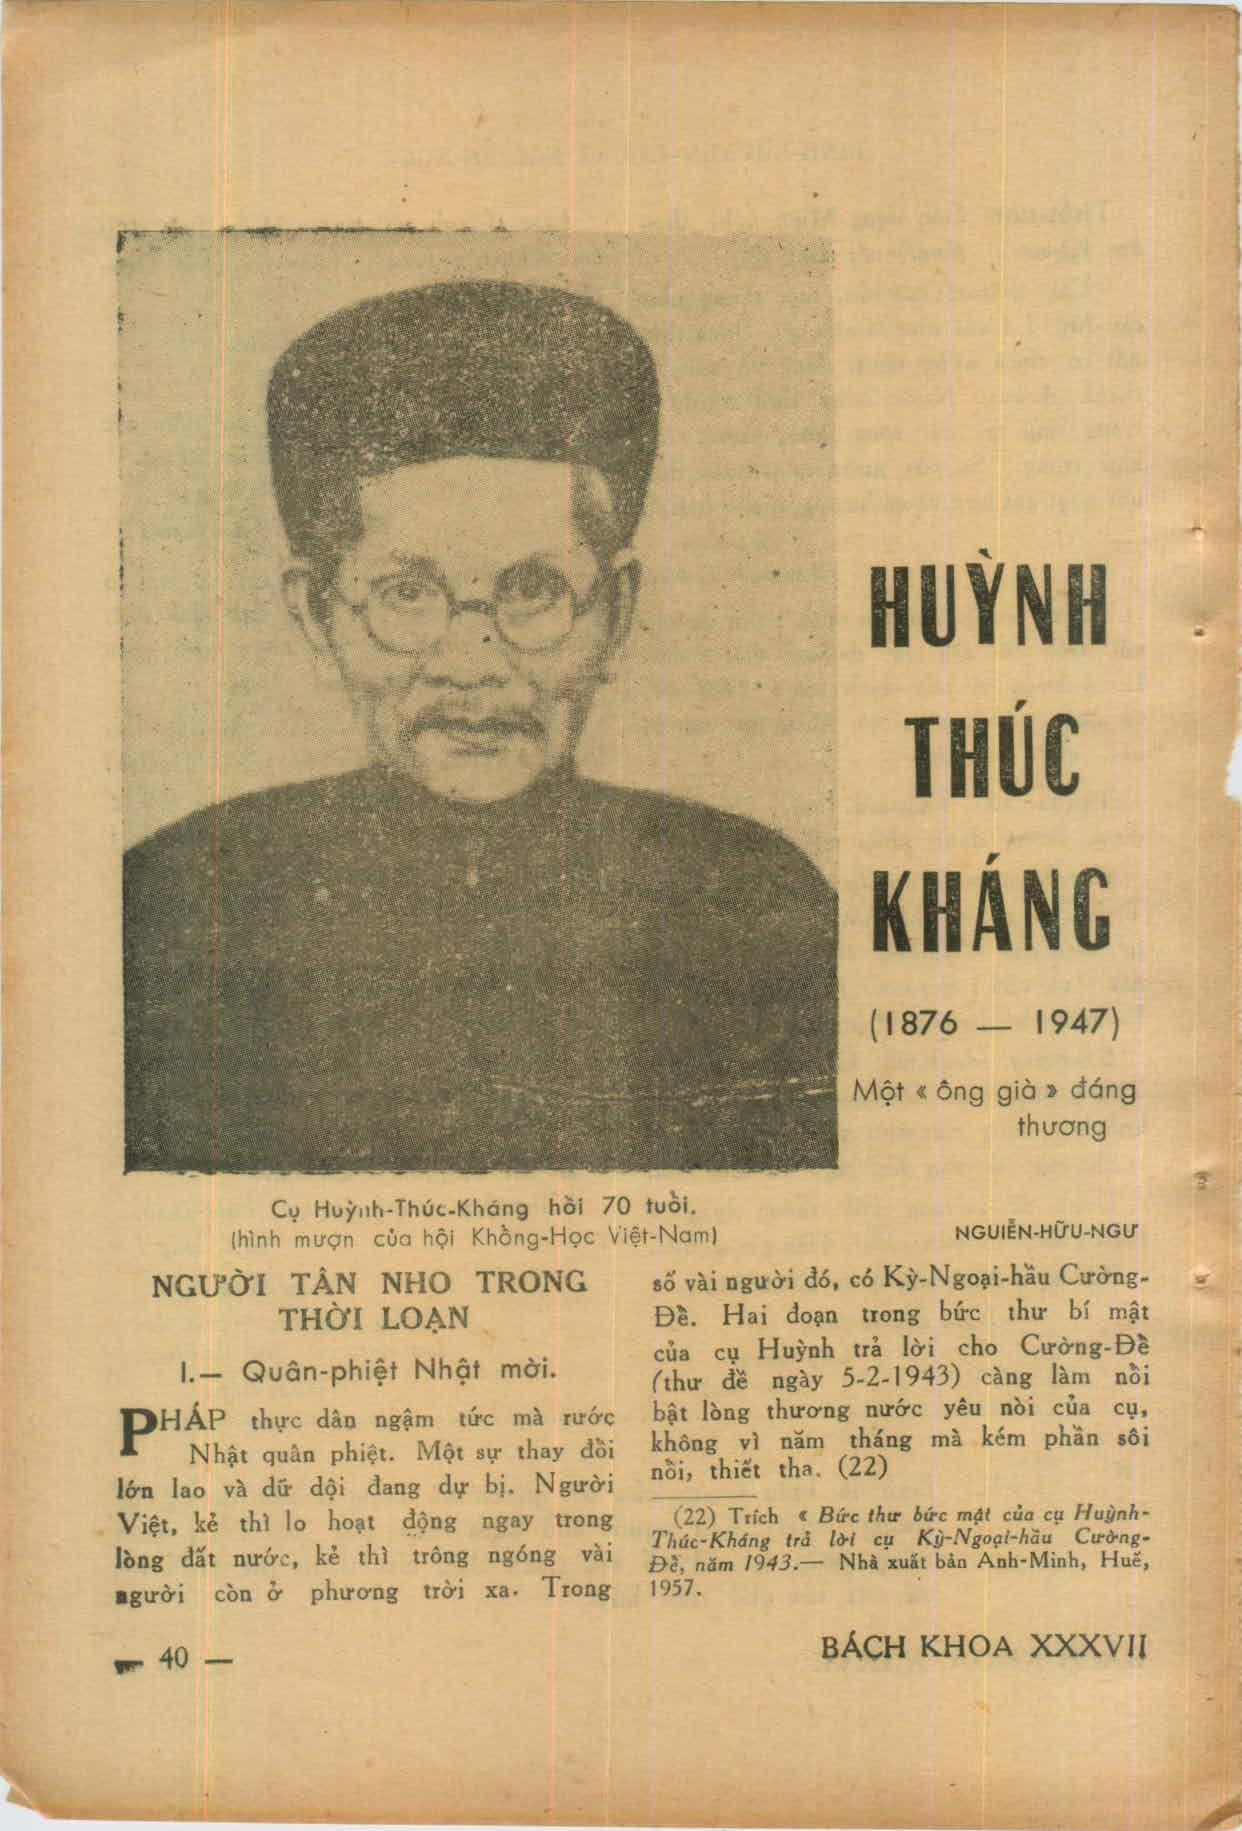 HUỲNH
THÚC
KHÁNG
(1876 — 1947)
Một « ông già » đáng
thương
Cụ Huỳnh-Thúc-Kháng hồi 70 tuổi.
(hình mượn của hội Khổng-Học Việt-Nam)
NGUIỄN-HỮU-NGƯ
NGƯỜI TÂN NHO TRONG
THỜI LOẠN
I.— Quân-phiệt Nhật mời.
PHÁP thực dân ngậm tức mà rước
Nhật quân phiệt. Một sự thay đổi
lớn lao và dữ dội đang dự bị. Người
Việt, kẻ thì lo hoạt động ngay trong
lòng đất nước, kẻ thì trông ngóng vài
người còn ở phương trời xa. Trong
số vài người đó, có Kỳ-Ngoại-hầu Cường-
Đề. Hai đoạn trong bức thư bí mật
của cụ Huỳnh trả lời cho Cường-Đề
(thư đề ngày 5-2-1943) càng làm nổi
bật lòng thương nước yêu nòi của cụ,
không vì năm tháng mà kém phần sôi
nổi, thiết tha. (22)
(22) Trích « Bức thư bức mật của cụ Huỳnh-
Thúc-Kháng trả lời cụ Kỳ-Ngoại-hầu Cường-
Đề, năm 1943.— Nhà xuất bản Anh-Minh, Huế,
1957.
— 40 —
BÁCH KHOA XXXVII